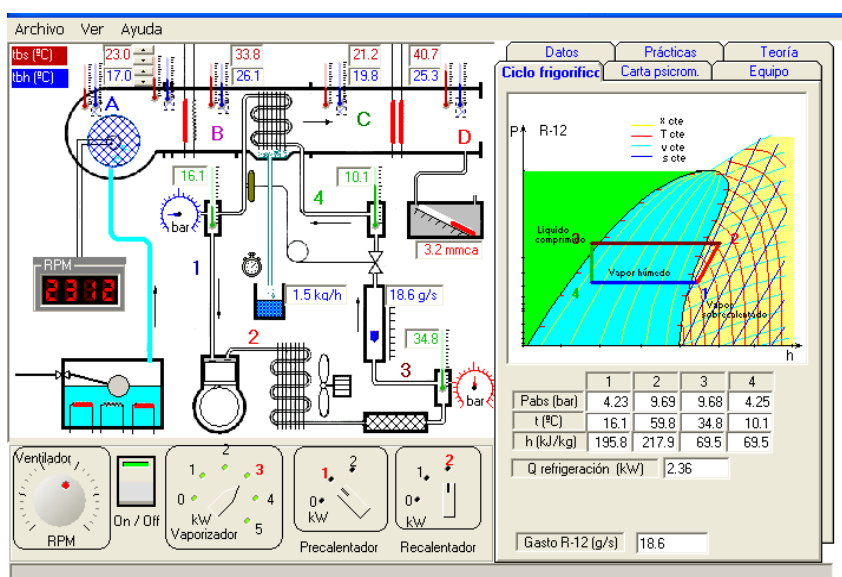 Archivo Ver Ayuda
tbs (ºC) 23.0 33.8 21.2 40.7
tbh (ºC) 17.0 26.1 19.8 25.3
A
B
C
D
16.1
10.1
4
bar
3.2 mmca
1
RPM
2312
1.5 kg/h
18.6 g/s
2
34.8
3
bar
Ventilador
RPM
On / Off
0 1 2 3 4 5
kW
Vaporizador
0 1 2
kW
Precalentador
0 1 2
kW
Recalentador
Datos Prácticas Teoría
Ciclo frigorífico Carta psicrom. Equipo
P R-12
x cte
T cte
v cte
s cte
Líquido
comprimido
3 2
Vapor húmedo
4 1
Vapor
sobrecalentado
h
1 2 3 4
Pabs (bar) 4.23 9.69 9.68 4.25
t (ºC) 16.1 59.8 34.8 10.1
h (kJ/kg) 195.8 217.9 69.5 69.5
Q refrigeración (kW) 2.36
Gasto R-12 (g/s) 18.6